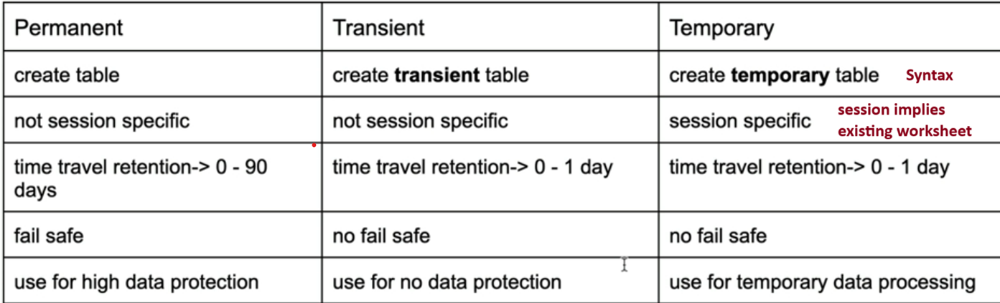 Permanent
Transient
Temporary
create table
create transient table
create temporary table
Syntax
not session specific
not session specific
session specific
session implies
existing worksheet
time travel retention-> 0 - 90
days
time travel retention-> 0 - 1 day
time travel retention-> 0 - 1 day
fail safe
no fail safe
no fail safe
use for high data protection
use for no data protection
use for temporary data processing